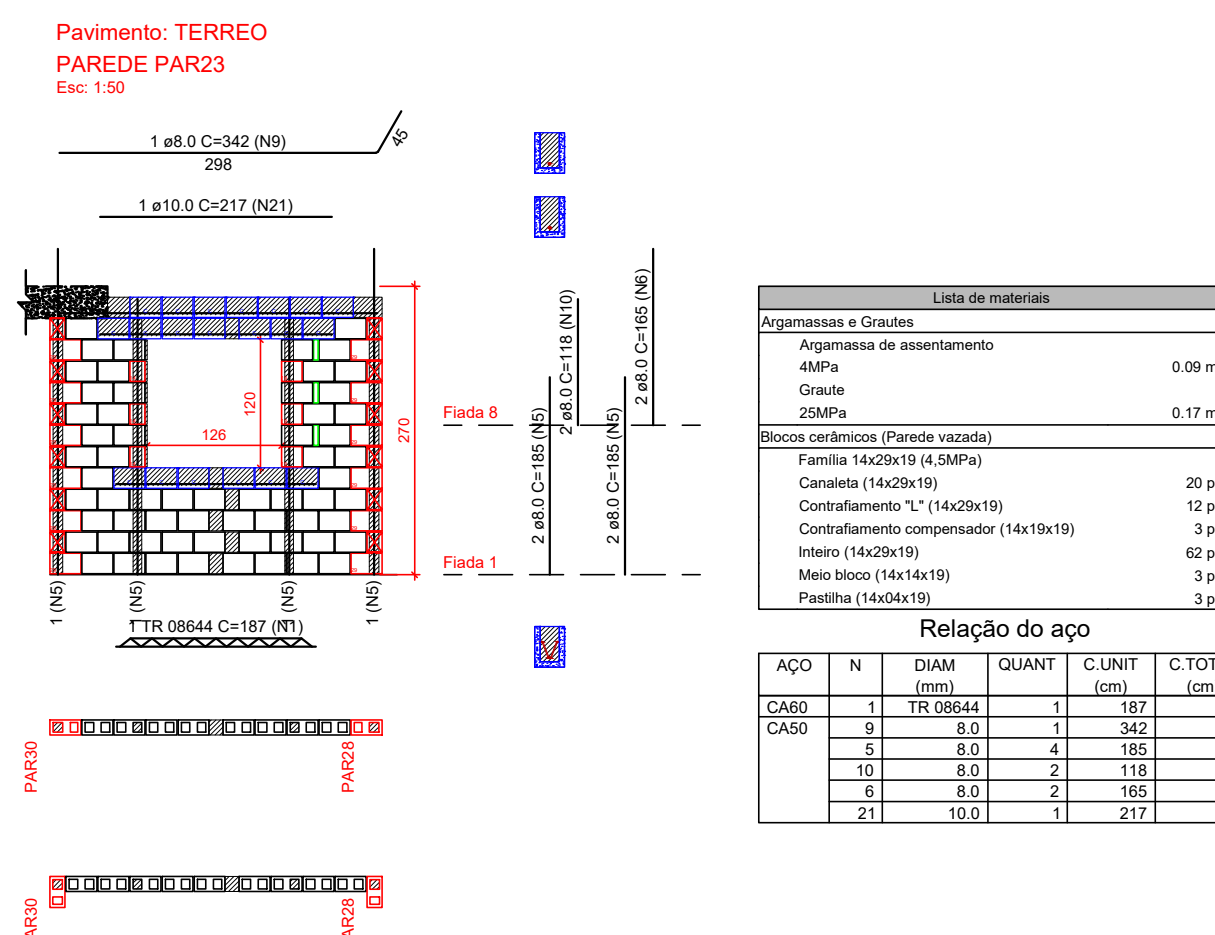 Pavimento: TERREO
PAREDE PAR23
Esc: 1:50
1 ø8.0 C=342 (N9)
298
45
1 ø10.0 C=217 (N21)
120
126
270
Fiada 8
Fiada 1
2 ø8.0 C=185 (N5)
2 ø8.0 C=118 (N10)
2 ø8.0 C=185 (N5)
2 ø8.0 C=165 (N6)
1 (N5)
1 (N5)
1 (N5)
1 (N5)
1 TR 08644 C=187 (N1)
PAR30
PAR28
AR30
AR28
Lista de materiais
Argamassas e Grautes
Argamassa de assentamento
4MPa 0.09 m
Graute
25MPa 0.17 m
Blocos cerâmicos (Parede vazada)
Família 14x29x19 (4,5MPa)
Canaleta (14x29x19) 20 p
Contrafiamento "L" (14x29x19) 12 p
Contrafiamento compensador (14x19x19) 3 p
Inteiro (14x29x19) 62 p
Meio bloco (14x14x19) 3 p
Pastilha (14x04x19) 3 p
Relação do aço
AÇO N DIAM QUANT C.UNIT C.TOT
(mm) (cm) (cm
CA60 1 TR 08644 1 187
CA50 9 8.0 1 342
5 8.0 4 185
10 8.0 2 118
6 8.0 2 165
21 10.0 1 217